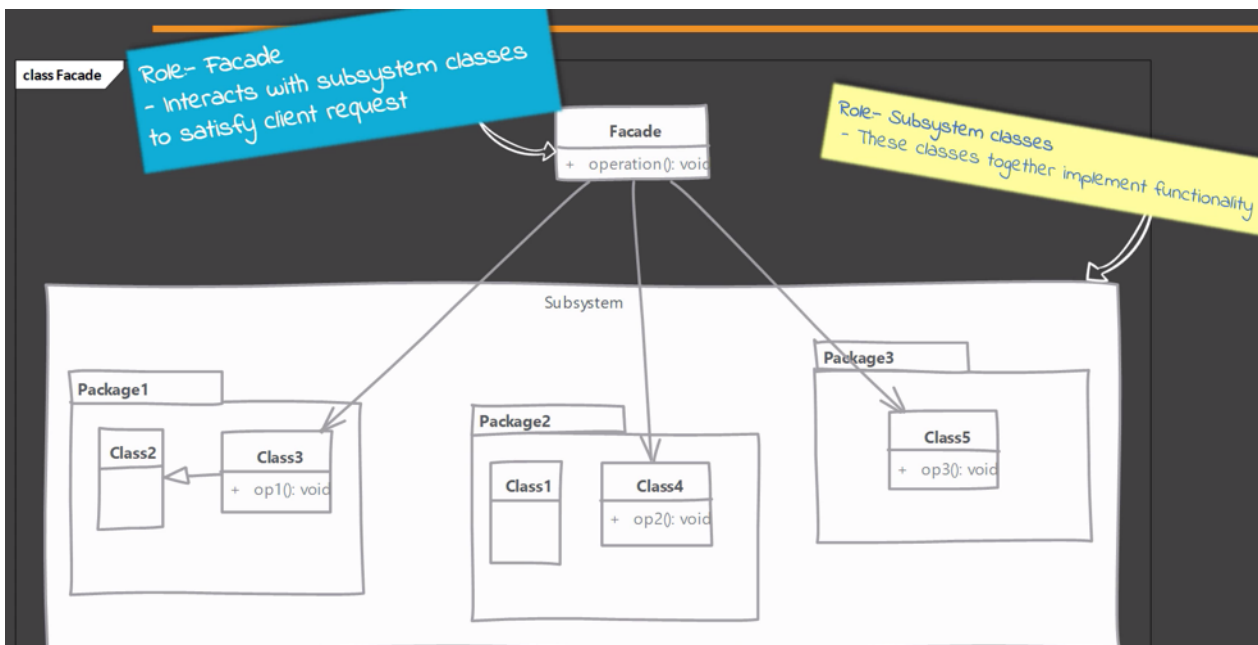 class Facade
Role:- Facade
- Interacts with subsystem classes
to satisfy client request
Facade
+ operation(): void
Role- Subsystem classes
- These classes together implement functionality
Subsystem
Package1
Class2
Class3
+ op1(): void
Package2
Class1
Class4
+ op2(): void
Package3
Class5
+ op3(): void